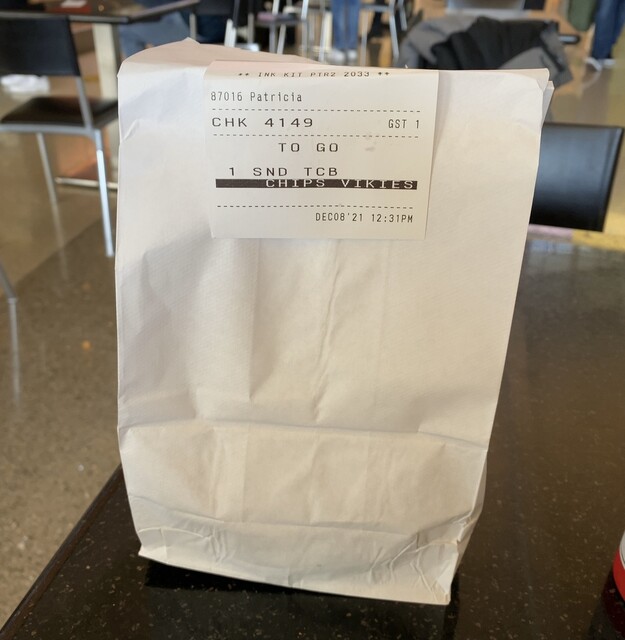 ** INK KIT PTR2 2033 **
87016 Patricia
CHK 4149 GST 1
TO GO
1 SND TCB
CHIPS VIKIES
DEC08'21 12:31PM